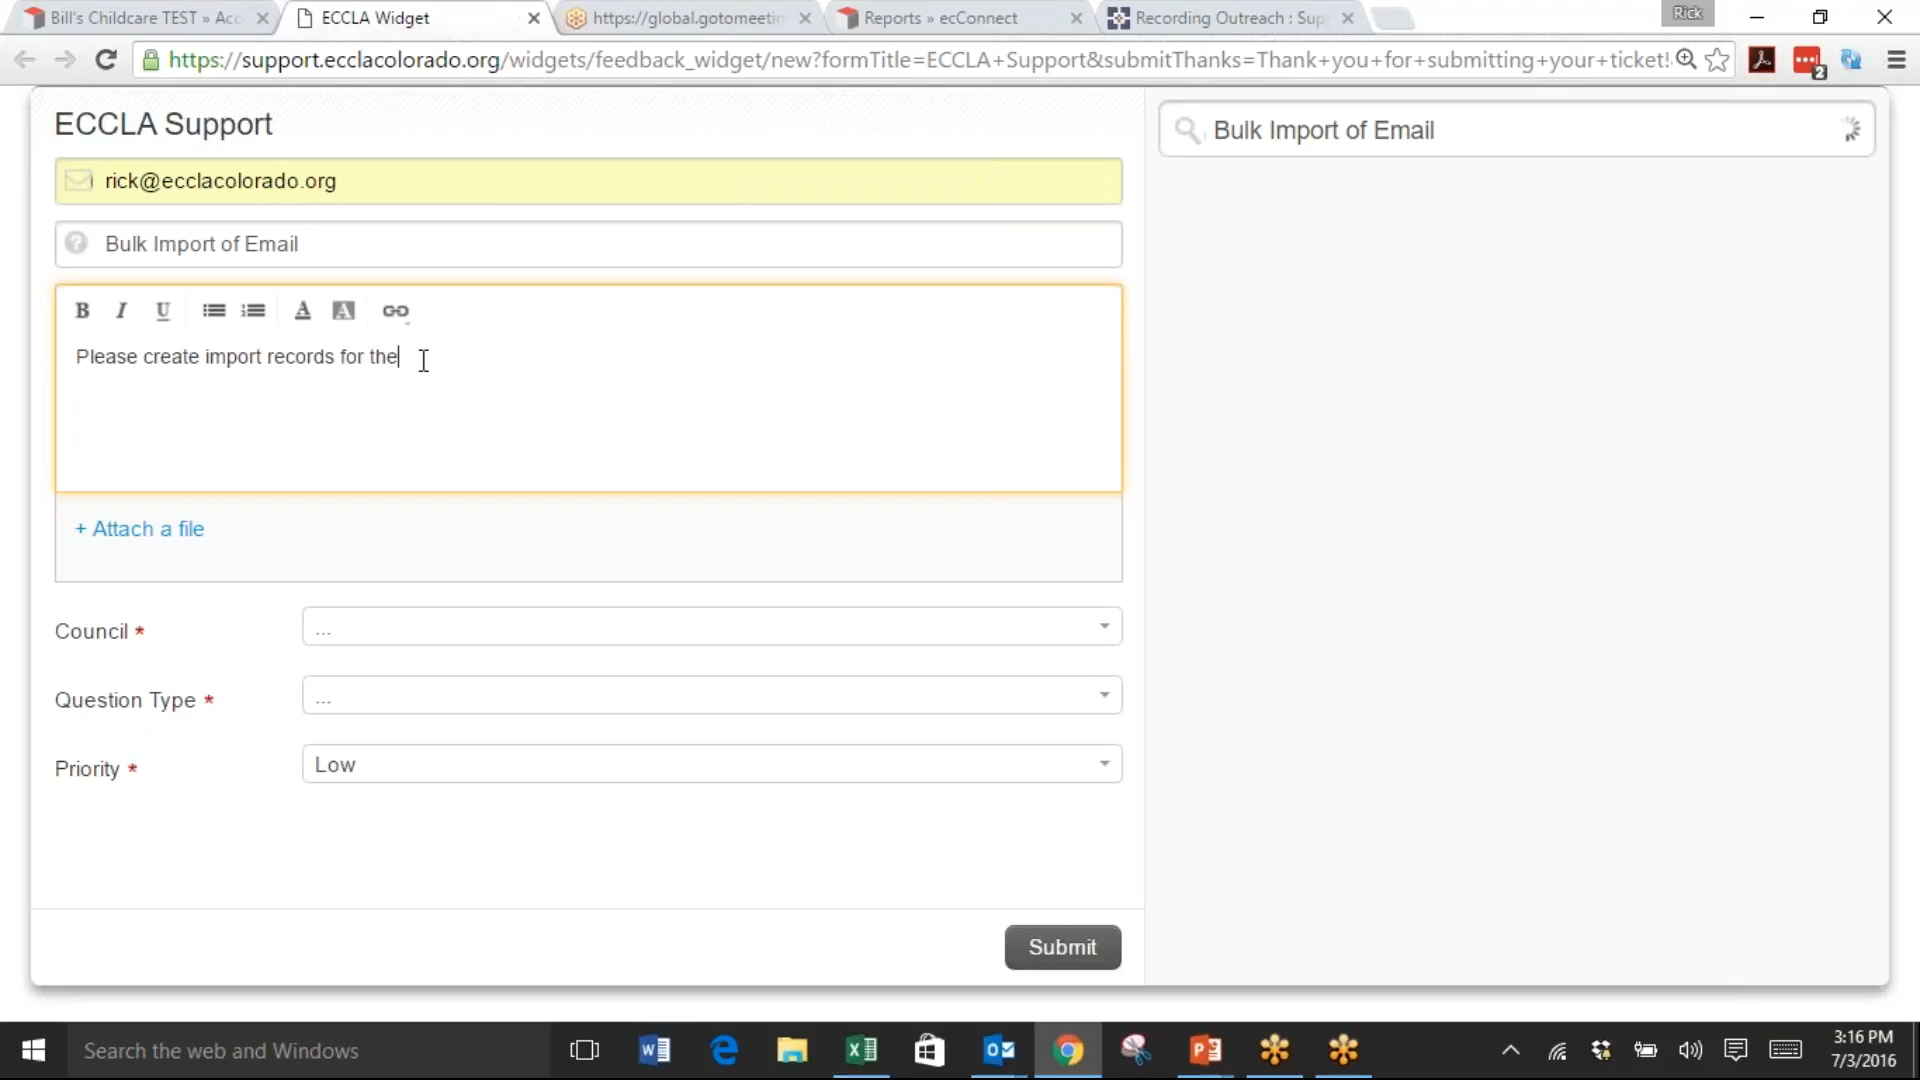 Bill's Childcare TEST » Acc
ECCLA Widget
https://global.gotomeetin
Reports » ecConnect
Recording Outreach : Sup
Rick
https://support.ecclacolorado.org/widgets/feedback_widget/new?formTitle=ECCLA+Support&submitThanks=Thank+you+for+submitting+your+ticket!
2
ECCLA Support
rick@ecclacolorado.org
Bulk Import of Email
Bulk Import of Email
B I U A A
Please create import records for the
+ Attach a file
Council *
...
Question Type *
...
Priority *
Low
Submit
Search the web and Windows
3:16 PM
7/3/2016